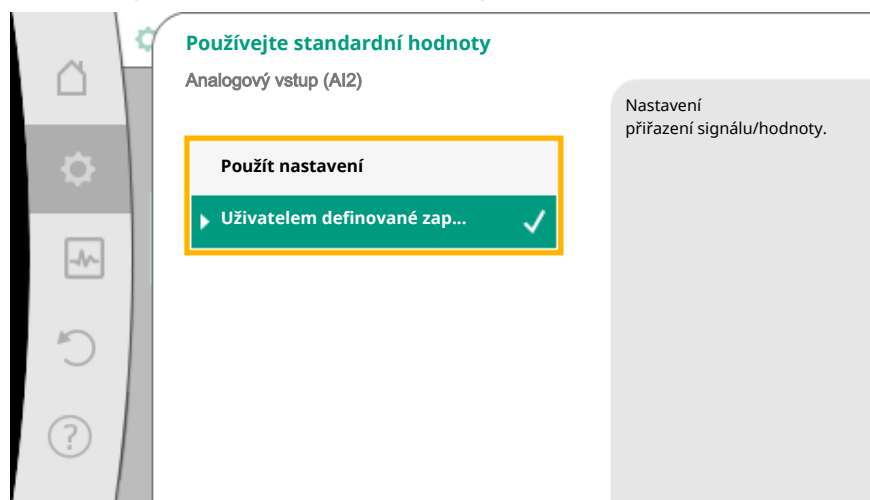 Používejte standardní hodnoty
Analogový vstup (AI2)
Nastavení
přiřazení signálu/hodnoty.
Použít nastavení
Uživatelem definované zap...
?